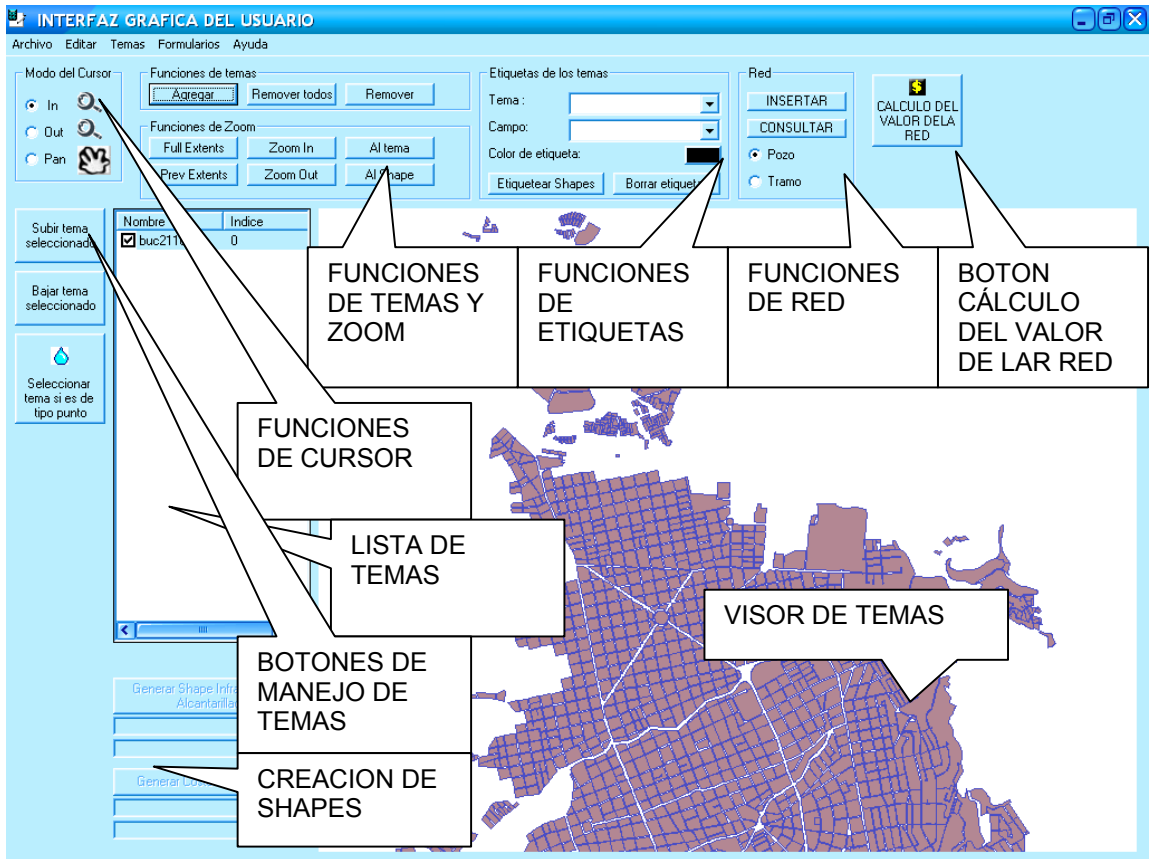 INTERFAZ GRAFICA DEL USUARIO
Archivo Editar Temas Formularios Ayuda
Modo del Cursor
In
Out
Pan
Funciones de temas
Agregar Remover todos Remover
Funciones de Zoom
Full Extents Zoom In Al tema
Prev Extents Zoom Out Al Shape
Etiquetas de los temas
Tema :
Campo:
Color de etiqueta:
Etiquetear Shapes Borrar
Red
INSERTAR
CONSULTAR
Pozo
Tramo
CALCULO DEL
VALOR DELA
RED
Subir tema
seleccionado
Bajar tema
seleccionado
Seleccionar
tema si es de
tipo punto
Nombre Indice
0
FUNCIONES
DE TEMAS Y
ZOOM
FUNCIONES
DE
ETIQUETAS
FUNCIONES
DE RED
BOTON
CÁLCULO
DEL VALOR
DE LAR RED
FUNCIONES
DE CURSOR
LISTA DE
TEMAS
VISOR DE TEMAS
BOTONES DE
MANEJO DE
TEMAS
CREACION DE
SHAPES
Generar Shape
Generar